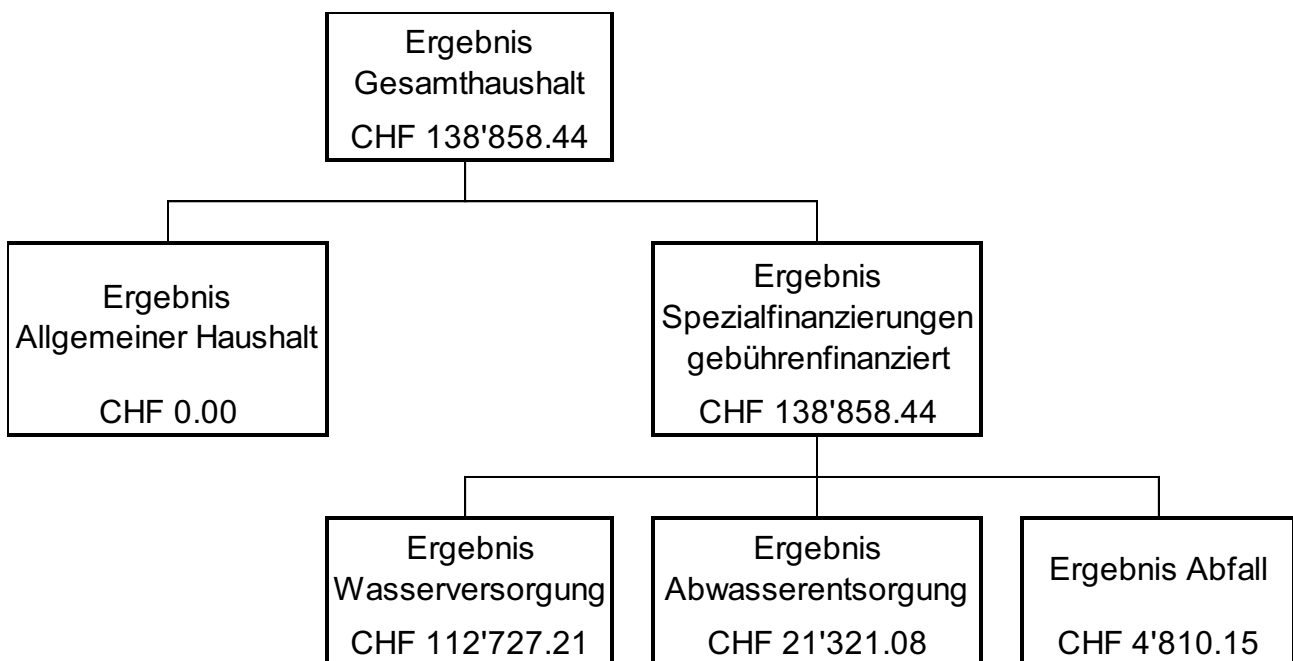 Ergebnis
Gesamthaushalt
CHF 138'858.44
Ergebnis
Allgemeiner Haushalt
CHF 0.00
Ergebnis
Spezialfinanzierungen
gebührenfinanziert
CHF 138'858.44
Ergebnis
Wasserversorgung
CHF 112'727.21
Ergebnis
Abwasserentsorgung
CHF 21'321.08
Ergebnis Abfall
CHF 4'810.15